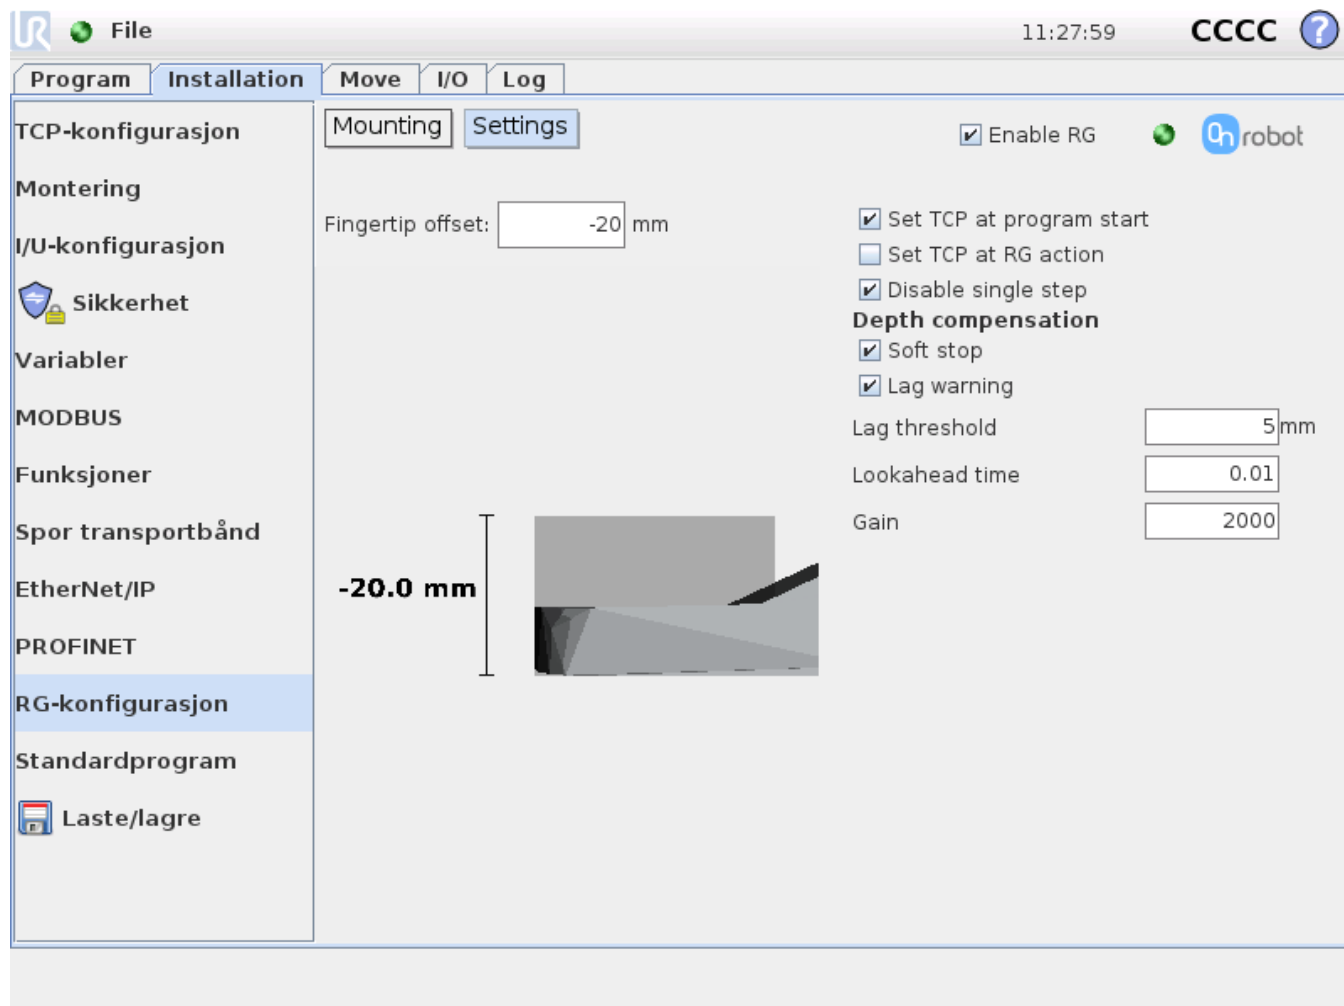 UR File 11:27:59 CCCC ?
Program Installation Move I/O Log
TCP-konfigurasjon
Montering
I/U-konfigurasjon
Sikkerhet
Variabler
MODBUS
Funksjoner
Spor transportbånd
EtherNet/IP
PROFINET
RG-konfigurasjon
Standardprogram
Laste/lagre
Mounting Settings
Enable RG
On robot
Fingertip offset: -20 mm
-20.0 mm
Set TCP at program start
Set TCP at RG action
Disable single step
Depth compensation
Soft stop
Lag warning
Lag threshold 5 mm
Lookahead time 0.01
Gain 2000